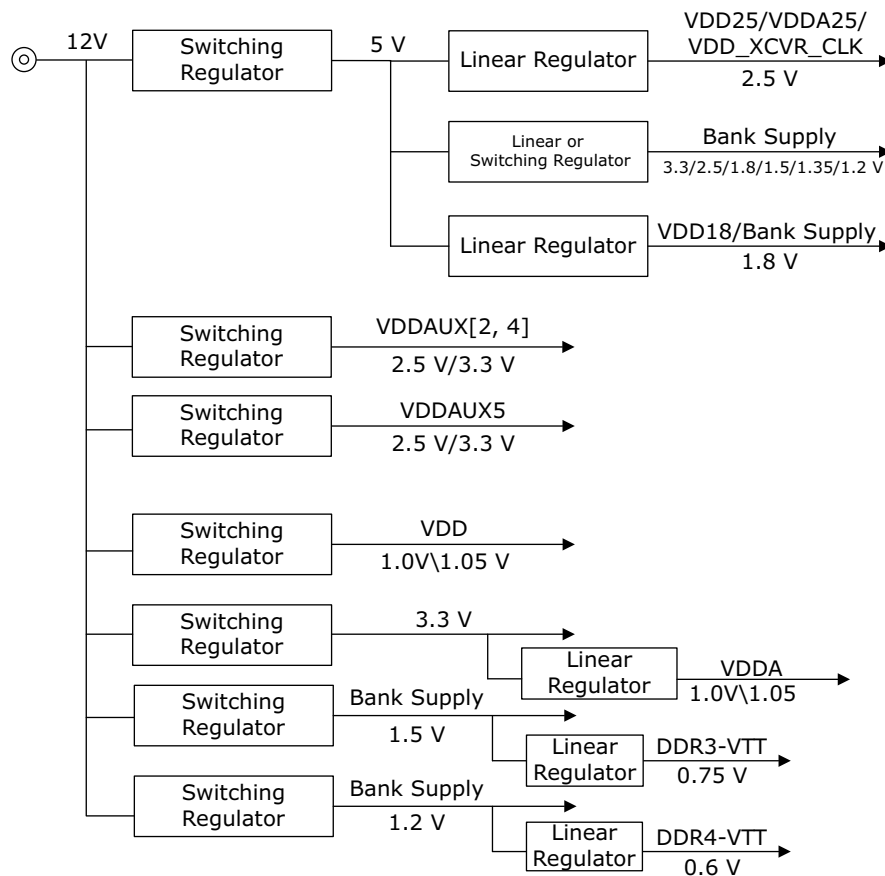 12V
Switching
Regulator
5 V
Linear Regulator
VDD25/VDDA25/
VDD_XCVR_CLK
2.5 V
Linear or
Switching Regulator
Bank Supply
3.3/2.5/1.8/1.5/1.35/1.2 V
Linear Regulator
VDD18/Bank Supply
1.8 V
Switching
Regulator
VDDAUX[2, 4]
2.5 V/3.3 V
Switching
Regulator
VDDAUX5
2.5 V/3.3 V
Switching
Regulator
VDD
1.0V\1.05 V
Switching
Regulator
3.3 V
Linear
Regulator
VDDA
1.0V\1.05
Switching
Regulator
Bank Supply
1.5 V
Linear
Regulator
DDR3-VTT
0.75 V
Switching
Regulator
Bank Supply
1.2 V
Linear
Regulator
DDR4-VTT
0.6 V